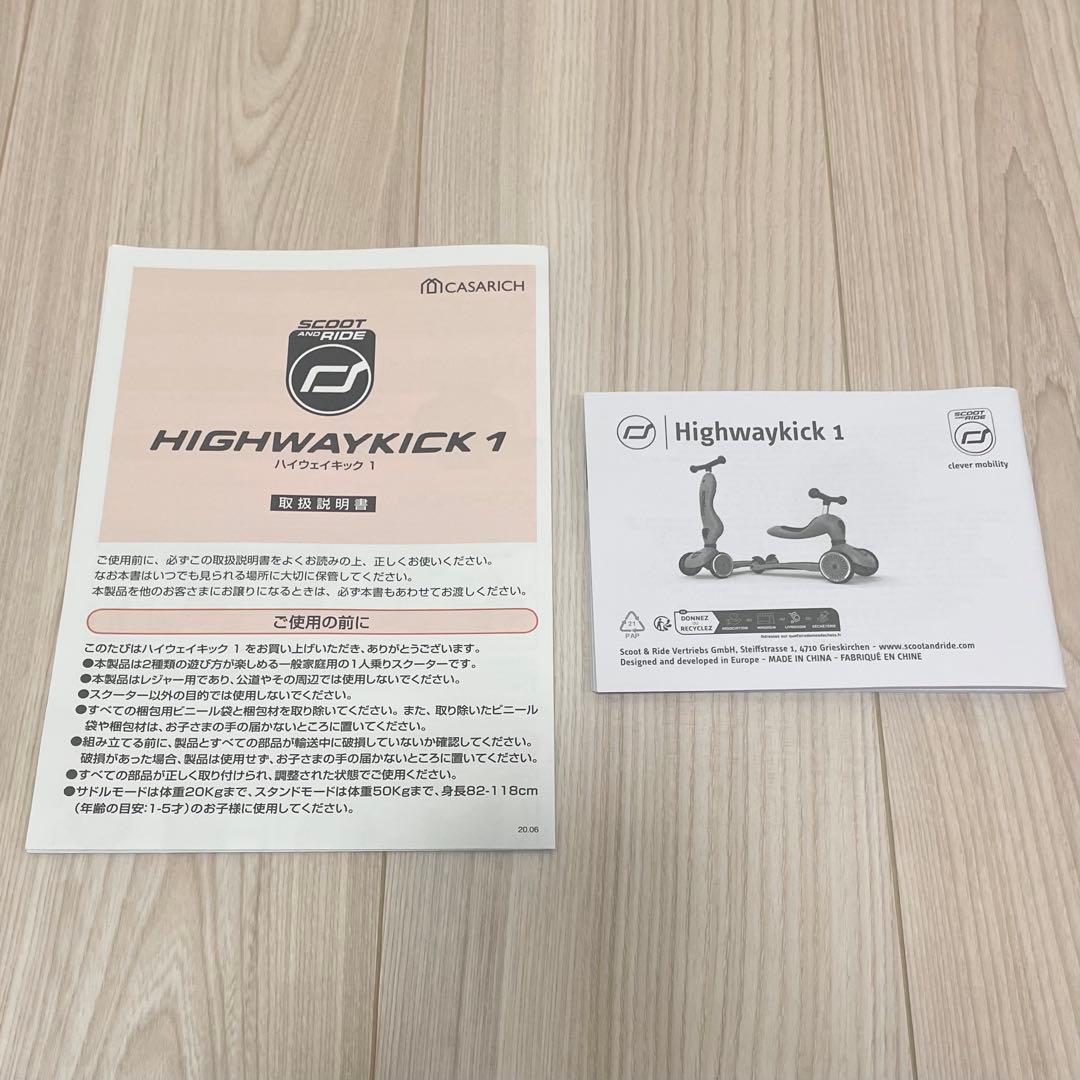 CASARICH
SCOOT
AND RIDE
HIGHWAYKICK 1
ハイウェイキック 1
取扱説明書
ご使用前に、必ずこの取扱説明書をよくお読みの上、正しくお使いください。
なお本書はいつでも見られる場所に大切に保管してください。
本製品を他のお客さまにお譲りになるときは、必ず本書もあわせてお渡しください。
ご使用の前に
このたびはハイウェイキック 1 をお買い上げいただき、ありがとうございます。
●本製品は2種類の遊び方が楽しめる一般家庭用の1人乗りスクーターです。
●本製品はレジャー用であり、公道やその周辺では使用しないでください。
●スクーター以外の目的では使用しないでください。
●すべての梱包用ビニール袋と梱包材を取り除いてください。また、取り除いたビニール
袋や梱包材は、お子さまの手の届かないところに置いてください。
●組み立てる前に、製品とすべての部品が輸送中に破損していないか確認してください。
破損があった場合、製品は使用せず、お子さまの手の届かないところに置いてください。
●すべての部品が正しく取り付けられ、調整された状態でご使用ください。
●サドルモードは体重20Kgまで、スタンドモードは体重50Kgまで、身長82-118cm
（年齢の目安:1-5才）のお子様に使用してください。
20.06
Highwaykick 1
SCOOT
AND RIDE
clever mobility
21
PAP
DONNEZ
OU
RECYCLEZ
ASSOCIATION
OU
MAGASIN
OU
LIVRAISON
OU
DÉCHÈTERIE
Adresses sur quefairedemesdechets.fr
Scoot & Ride Vertriebs GmbH, Steiffstrasse 1, 4710 Grieskirchen - www.scootandride.com
Designed and developed in Europe - MADE IN CHINA - FABRIQUÉ EN CHINE